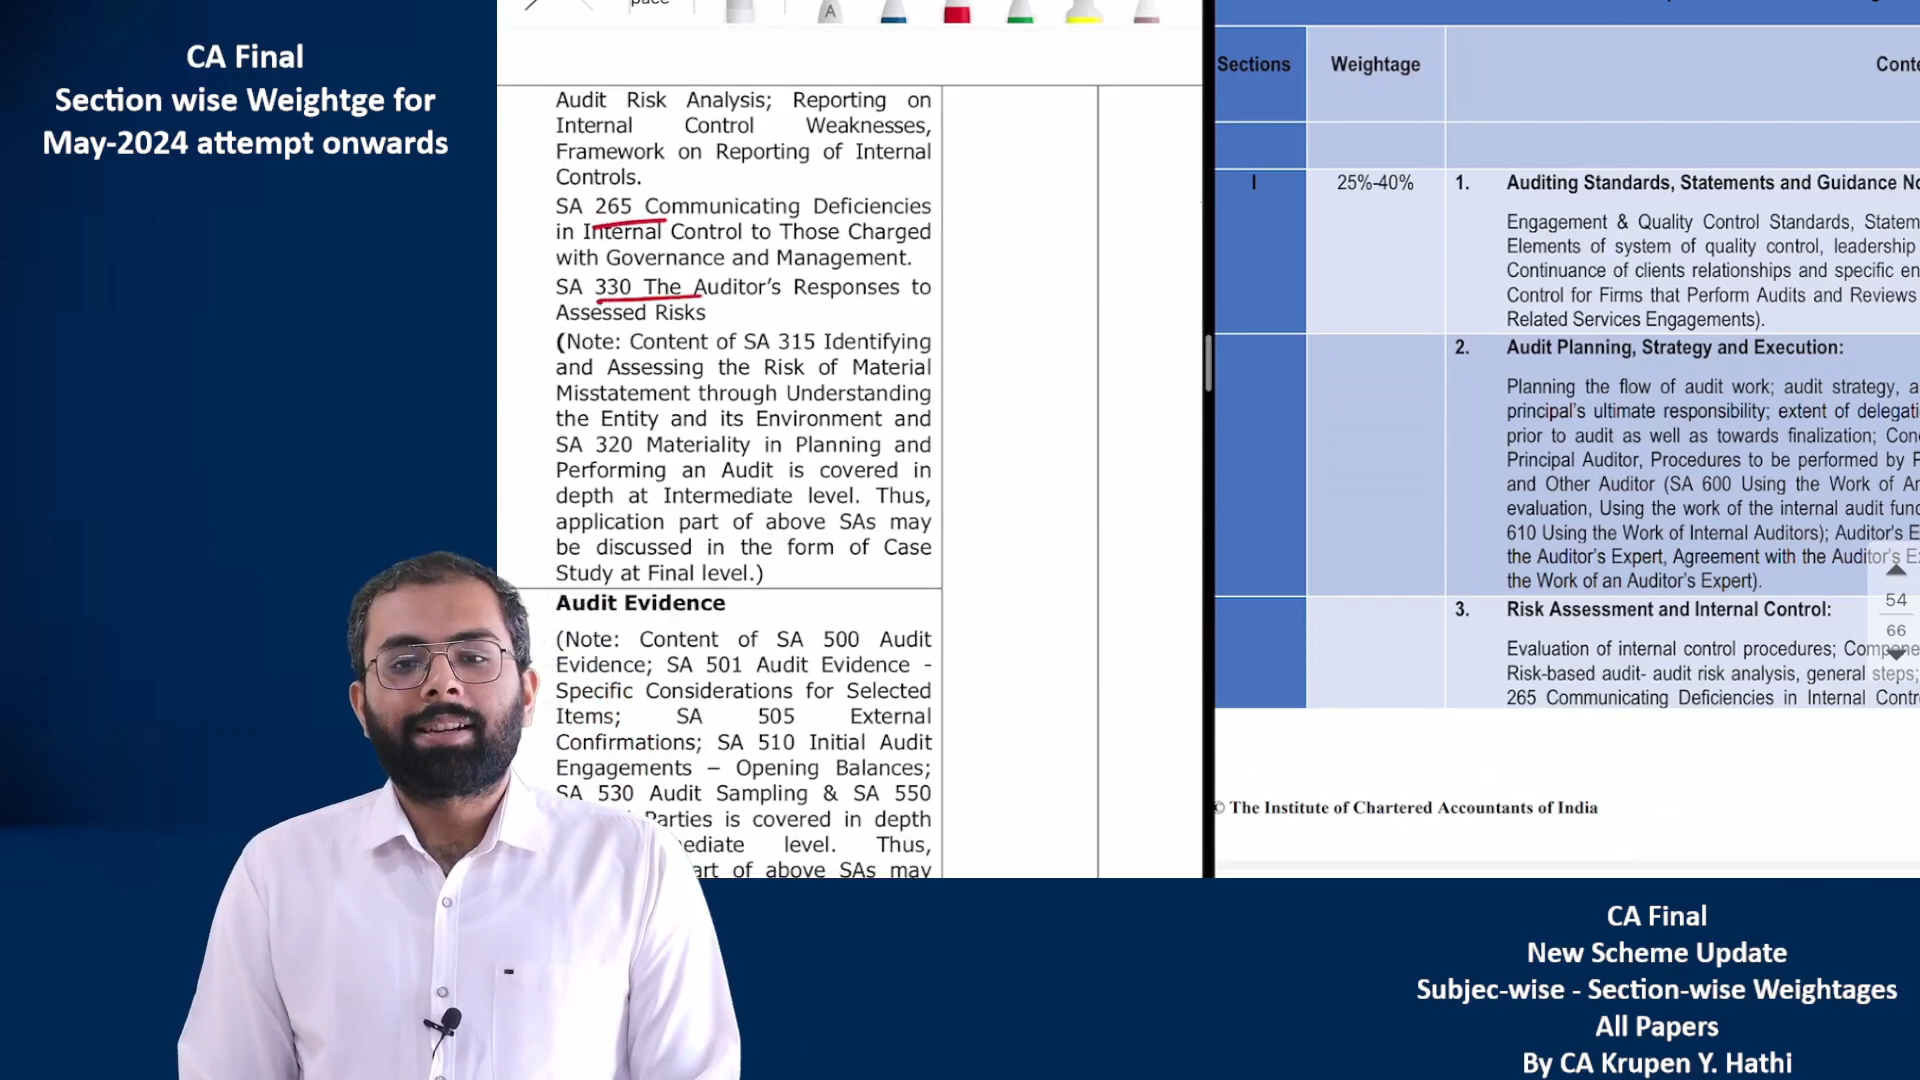 CA Final
Section wise Weightge for
May-2024 attempt onwards
A
Audit Risk Analysis; Reporting on
Internal Control Weaknesses,
Framework on Reporting of Internal
Controls.
SA 265 Communicating Deficiencies
in Internal Control to Those Charged
with Governance and Management.
SA 330 The Auditor's Responses to
Assessed Risks
(Note: Content of SA 315 Identifying
and Assessing the Risk of Material
Misstatement through Understanding
the Entity and its Environment and
SA 320 Materiality in Planning and
Performing an Audit is covered in
depth at Intermediate level. Thus,
application part of above SAs may
be discussed in the form of Case
Study at Final level.)
Audit Evidence
(Note: Content of SA 500 Audit
Evidence; SA 501 Audit Evidence -
Specific Considerations for Selected
Items; SA 505 External
Confirmations; SA 510 Initial Audit
Engagements – Opening Balances;
SA 530 Audit Sampling & SA 550
Parties is covered in depth
level. Thus,
of above SAs may
Sections Weightage
I 25%-40% 1. Auditing Standards, Statements and Guidance
Engagement & Quality Control Standards,
Elements of system of quality control, leadership
Continuance of clients relationships and specific
Control for Firms that Perform Audits and Reviews
Related Services Engagements).
2. Audit Planning, Strategy and Execution:
Planning the flow of audit work; audit strategy,
principal's ultimate responsibility; extent of
prior to audit as well as towards finalization;
Principal Auditor, Procedures to be performed by
and Other Auditor (SA 600 Using the Work of
evaluation, Using the work of the internal audit
610 Using the Work of Internal Auditors); Auditor's
the Auditor's Expert, Agreement with the Auditor's
the Work of an Auditor's Expert).
54
66
3. Risk Assessment and Internal Control:
Evaluation of internal control procedures;
Risk-based audit- audit risk analysis, general steps;
265 Communicating Deficiencies in Internal
© The Institute of Chartered Accountants of India
CA Final
New Scheme Update
Subjec-wise - Section-wise Weightages
All Papers
By CA Krupen Y. Hathi